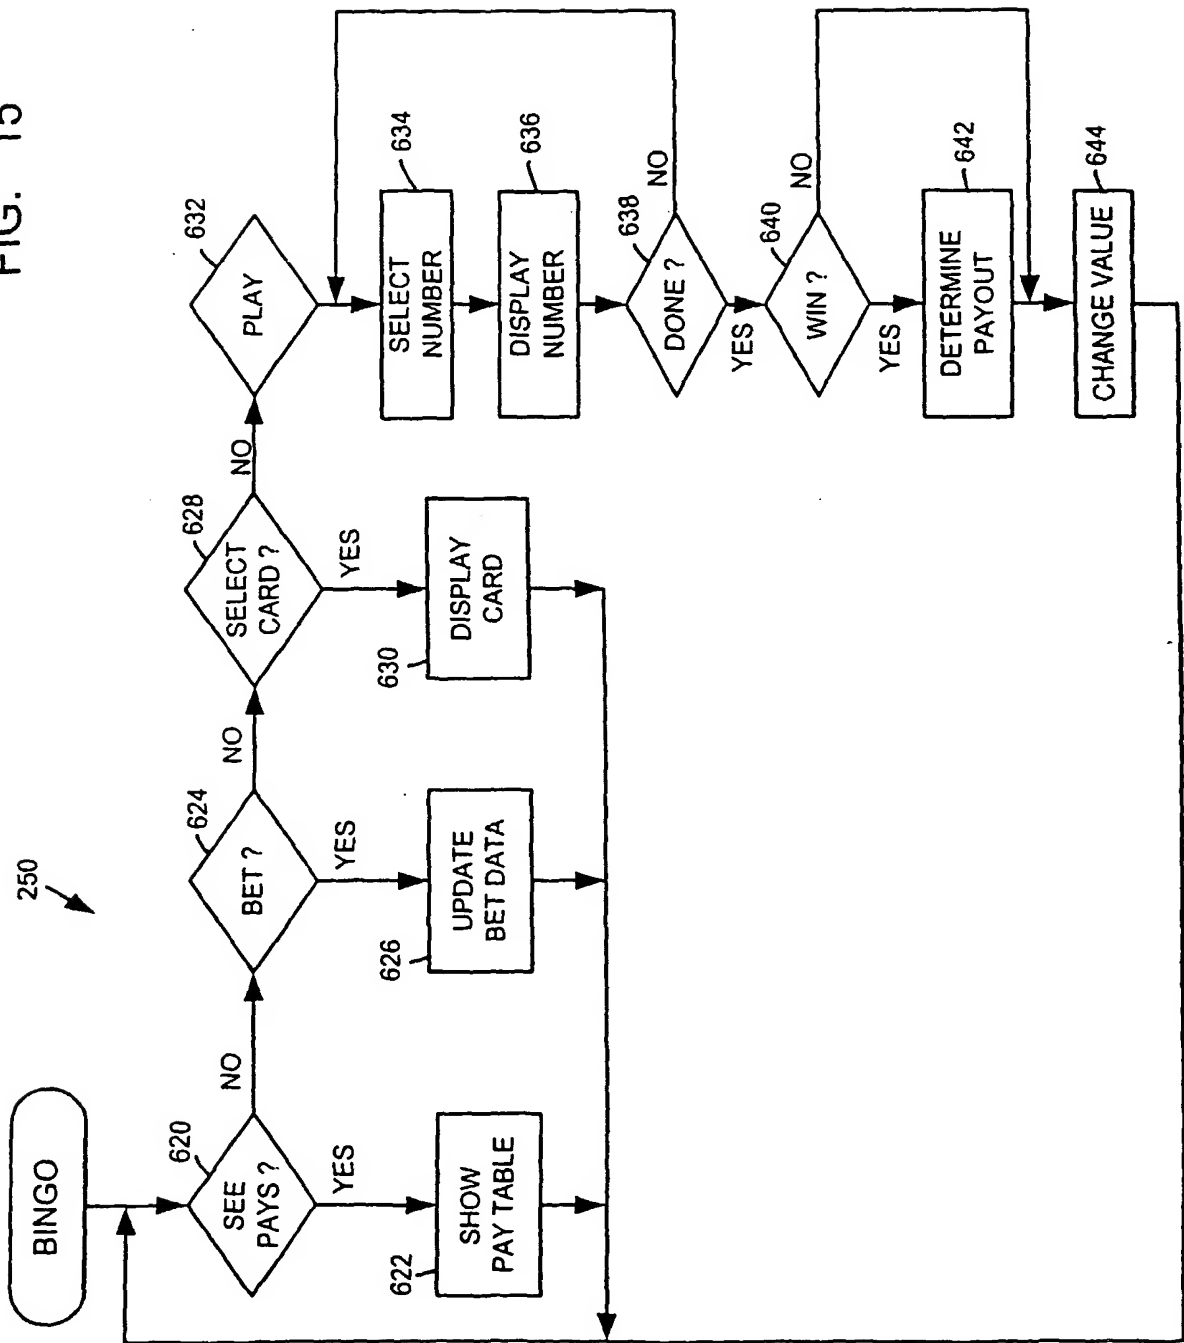 FIG. 15
250
BINGO
620
SEE
PAYS ?
NO
YES
622
SHOW
PAY TABLE
624
BET ?
NO
YES
626
UPDATE
BET DATA
628
SELECT
CARD ?
NO
YES
630
DISPLAY
CARD
632
PLAY
634
SELECT
NUMBER
636
DISPLAY
NUMBER
638
DONE ?
NO
YES
640
WIN ?
NO
YES
642
DETERMINE
PAYOUT
644
CHANGE VALUE